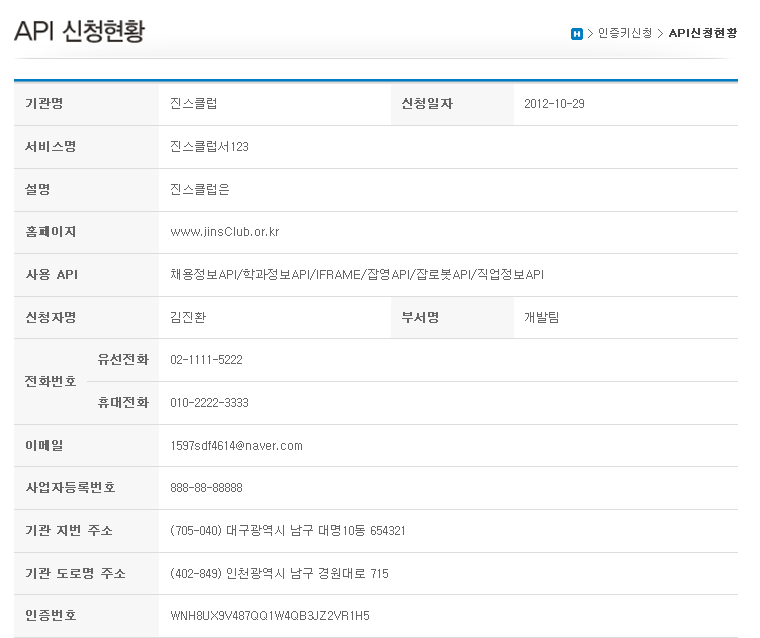 API 신청현황
H > 인증키신청 > API신청현황
기관명 진스클럽 신청일자 2012-10-29
서비스명 진스클럽서123
설명 진스클럽은
홈페이지 www.jinsClub.or.kr
사용 API 채용정보API/학과정보API/IFRAME/잡영API/잡로봇API/직업정보API
신청자명 김진환 부서명 개발팀
전화번호
유선전화 02-1111-5222
휴대전화 010-2222-3333
이메일 1597sdf4614@naver.com
사업자등록번호 888-88-88888
기관 지번 주소 (705-040) 대구광역시 남구 대명10동 654321
기관 도로명 주소 (402-849) 인천광역시 남구 경원대로 715
인증번호 WNH8UX9V487QQ1W4QB3JZ2VR1H5